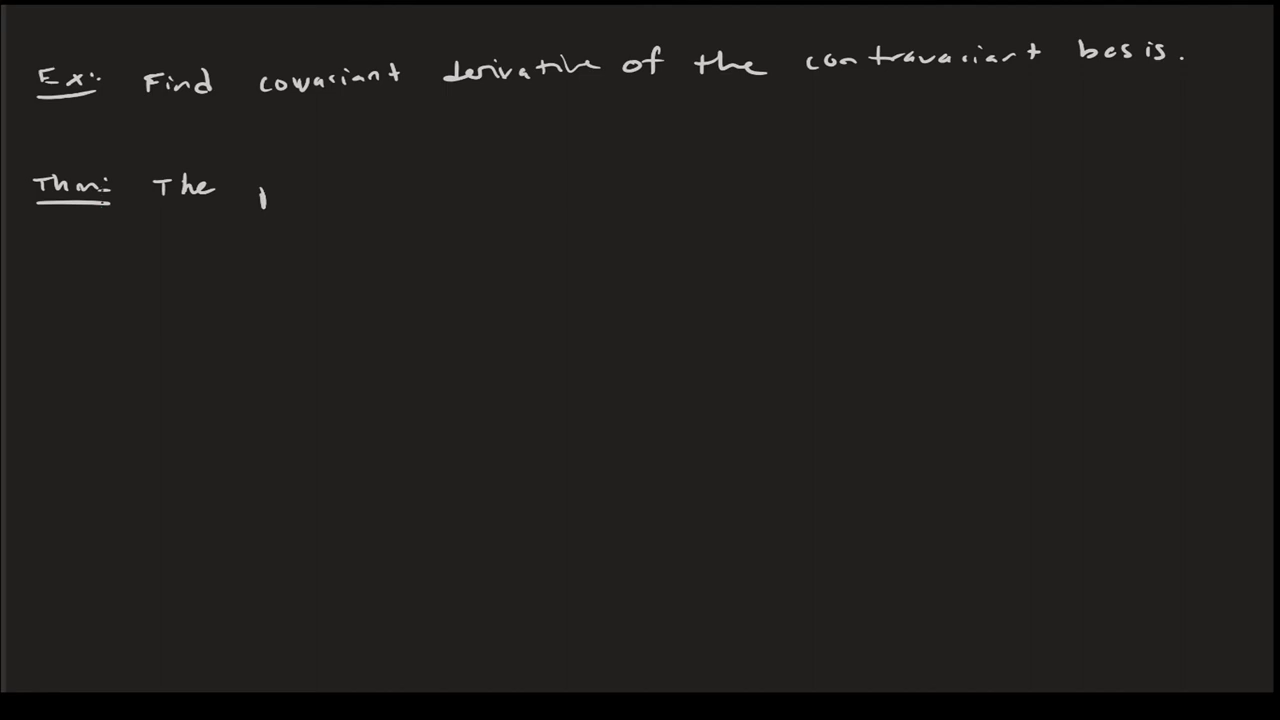 Ex: Find covariant derivative of the contravariant basis.
Thm: The